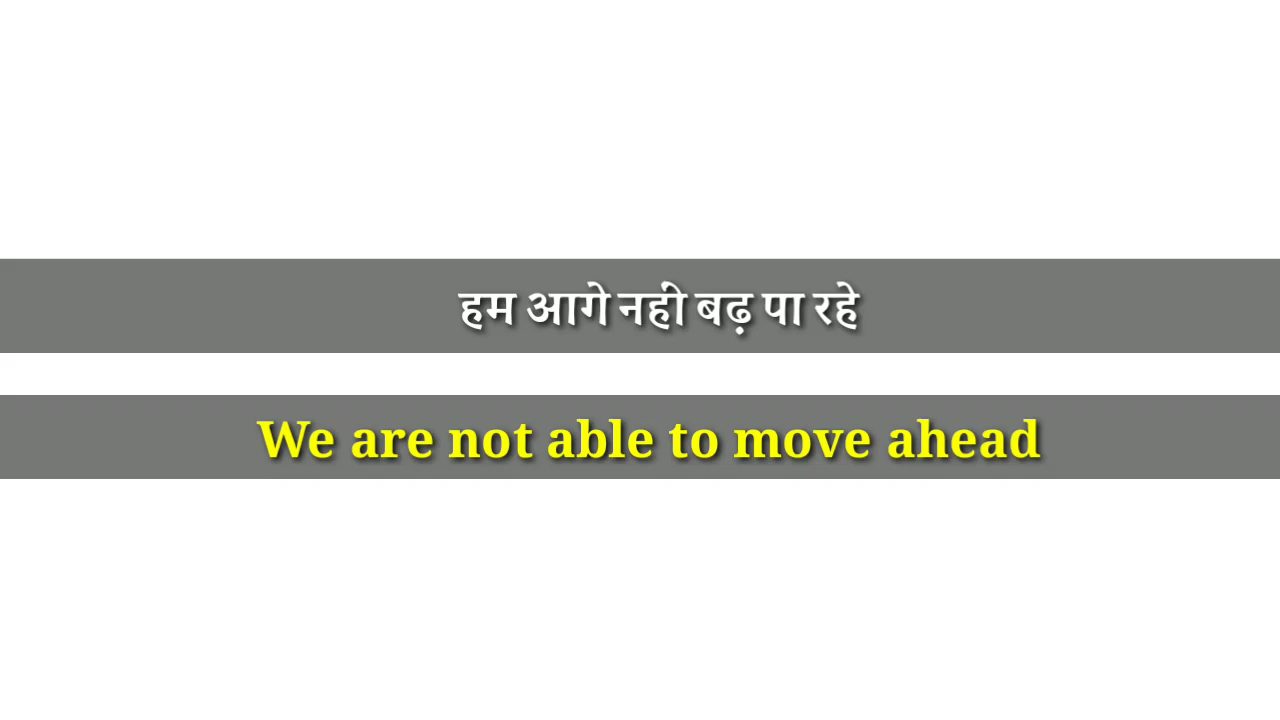 हम आगे नहीं बढ़ पा रहे
We are not able to move ahead